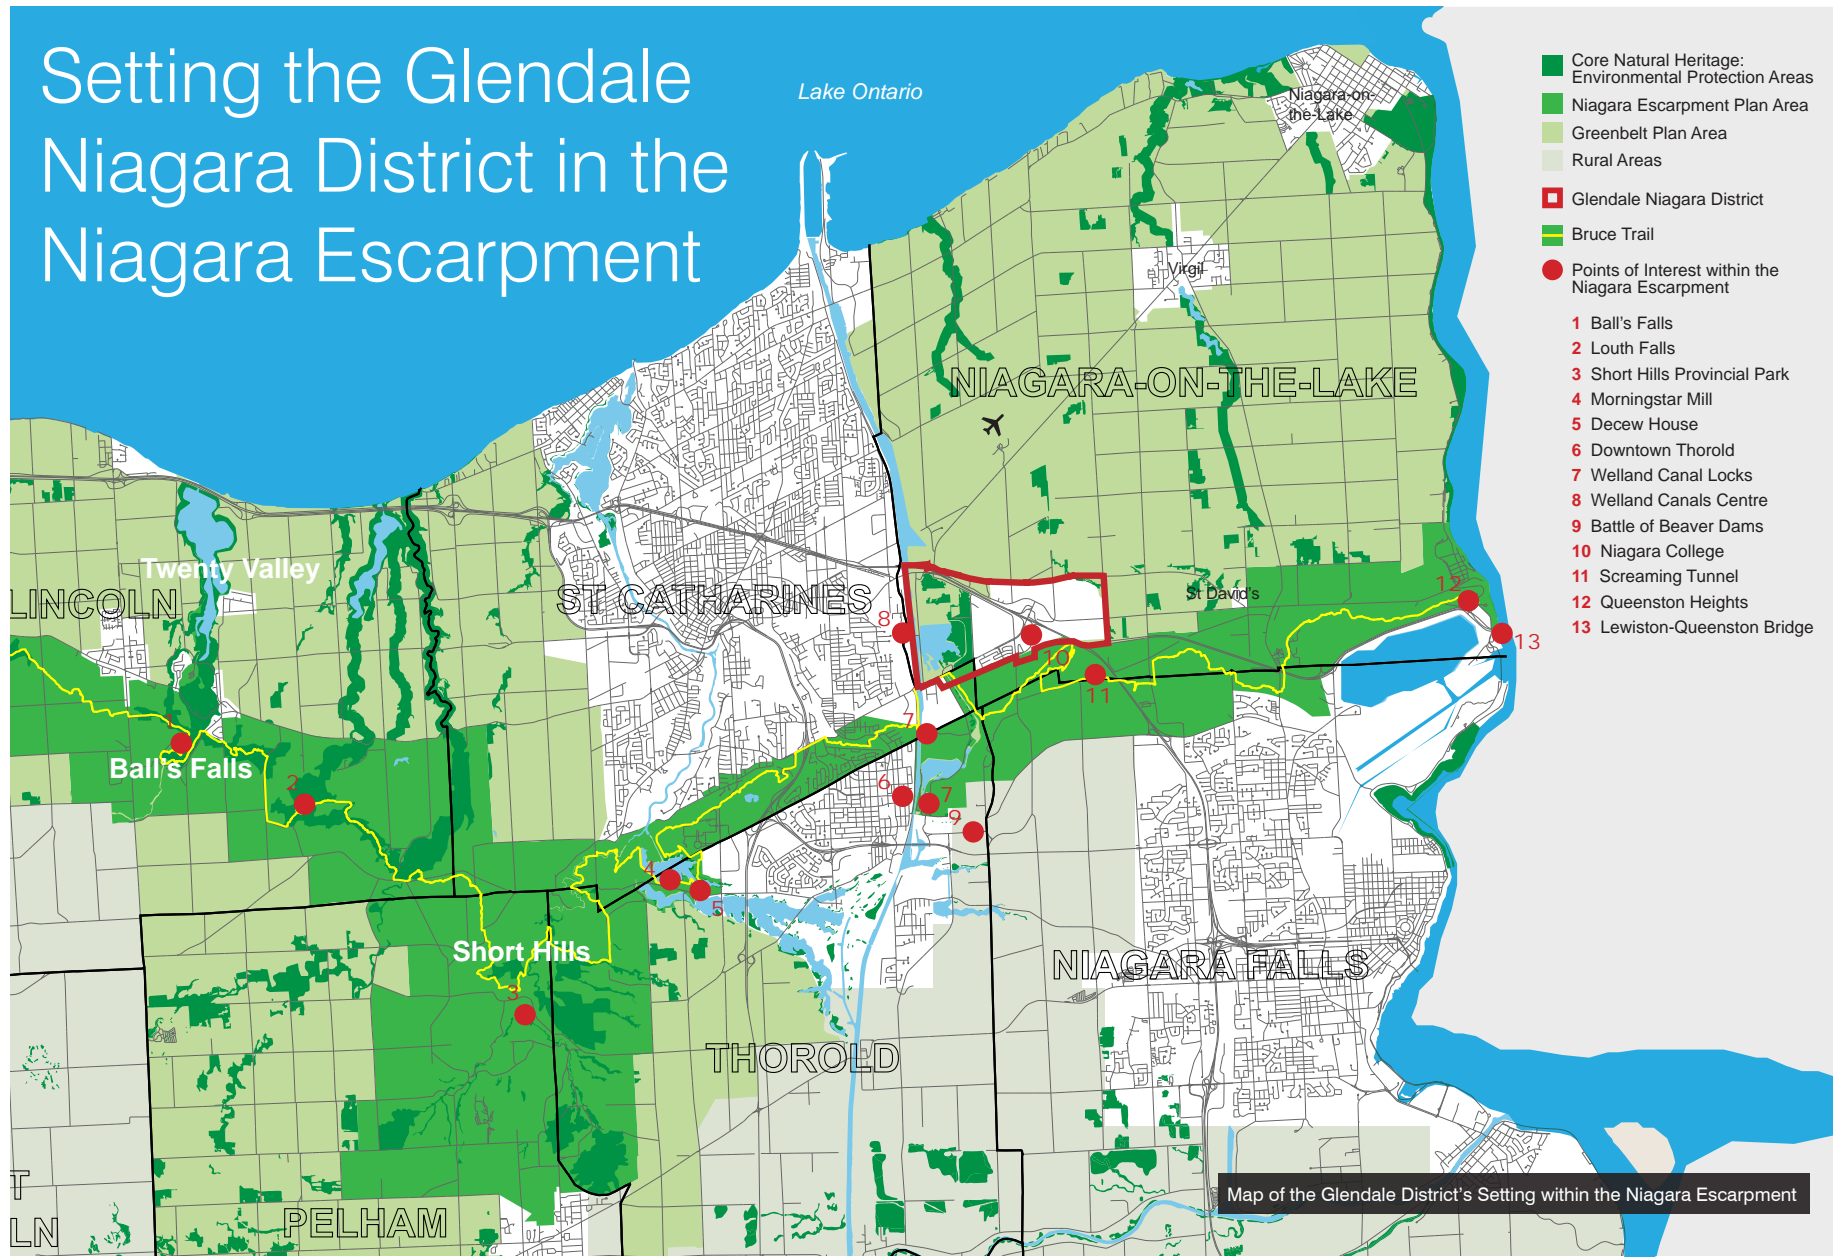 Setting the Glendale
Niagara District in the
Niagara Escarpment
Lake Ontario
Niagara-on-
the-Lake
Virgil
NIAGARA-ON-THE-LAKE
Twenty Valley
LINCOLN
ST CATHARINES
St David's
8
10
11
12
13
1
Ball's Falls
2
7
6
7
9
4
5
Short Hills
3
NIAGARA FALLS
THOROLD
PELHAM
T
LN
Core Natural Heritage:
Environmental Protection Areas
Niagara Escarpment Plan Area
Greenbelt Plan Area
Rural Areas
Glendale Niagara District
Bruce Trail
Points of Interest within the
Niagara Escarpment
1 Ball's Falls
2 Louth Falls
3 Short Hills Provincial Park
4 Morningstar Mill
5 Decew House
6 Downtown Thorold
7 Welland Canal Locks
8 Welland Canals Centre
9 Battle of Beaver Dams
10 Niagara College
11 Screaming Tunnel
12 Queenston Heights
13 Lewiston-Queenston Bridge
Map of the Glendale District's Setting within the Niagara Escarpment